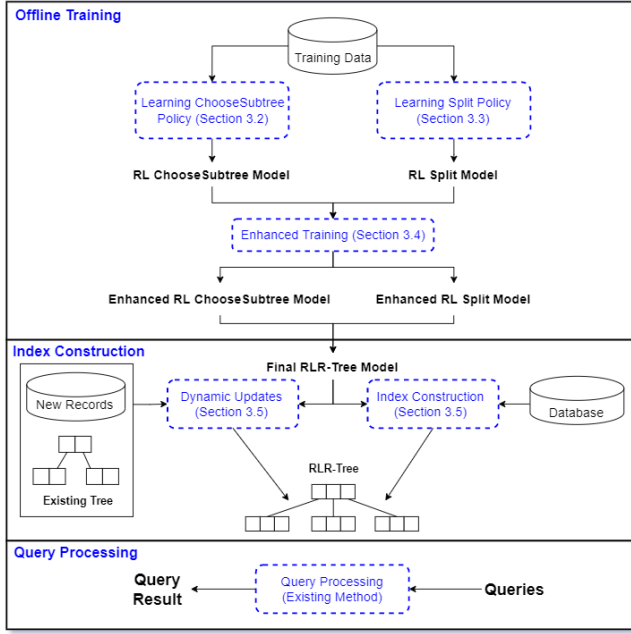 Offline Training
Training Data
Learning ChooseSubtree
Policy (Section 3.2)
Learning Split Policy
(Section 3.3)
RL ChooseSubtree Model
RL Split Model
Enhanced Training (Section 3.4)
Enhanced RL ChooseSubtree Model
Enhanced RL Split Model
Index Construction
Final RLR-Tree Model
New Records
Dynamic Updates
(Section 3.5)
Index Construction
(Section 3.5)
Database
Existing Tree
RLR-Tree
Query Processing
Query
Result
Query Processing
(Existing Method)
Queries